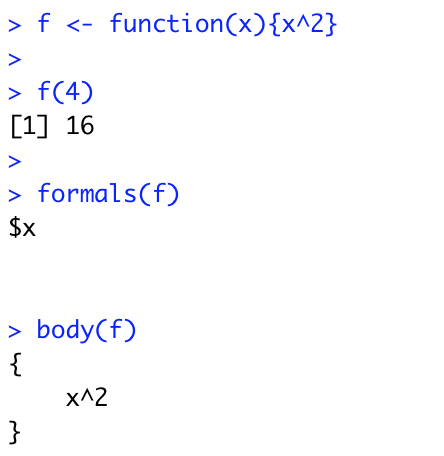 > f <- function(x){x^2}
>
> f(4)
[1] 16
>
> formals(f)
$x
> body(f)
{
    x^2
}